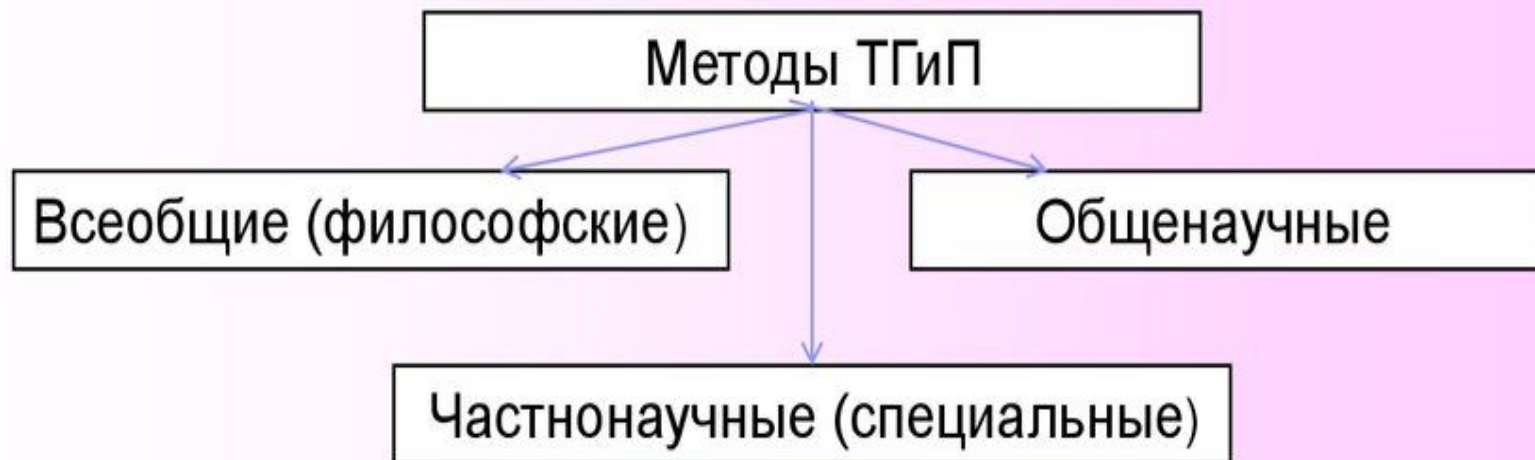 Методы ТГиП
Всеобщие (философские)
Общенаучные
Частнонаучные (специальные)